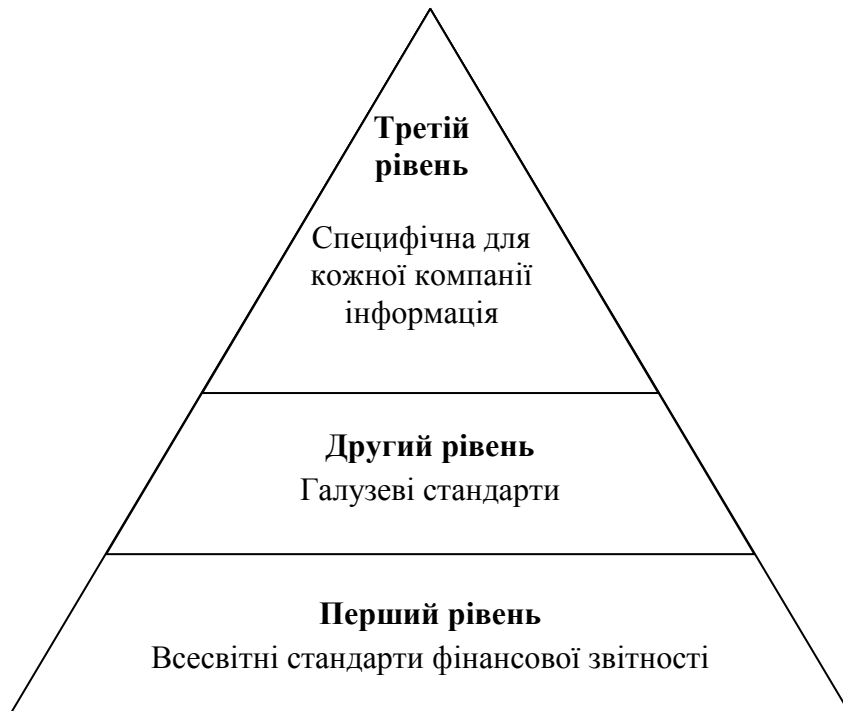 Третій
рівень
Специфічна для
кожної компанії
інформація
Другий рівень
Галузеві стандарти
Перший рівень
Всесвітні стандарти фінансової звітності